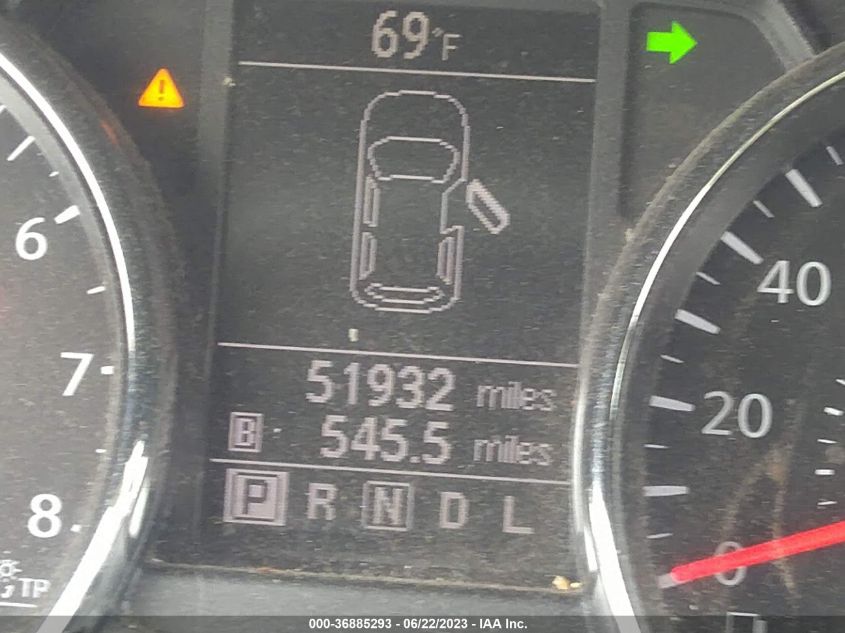 69°F
6
7
8
TP
51932 miles
B 545.5 miles
P R N D L
40
20
0
000-36885293 - 06/22/2023 - IAA Inc.